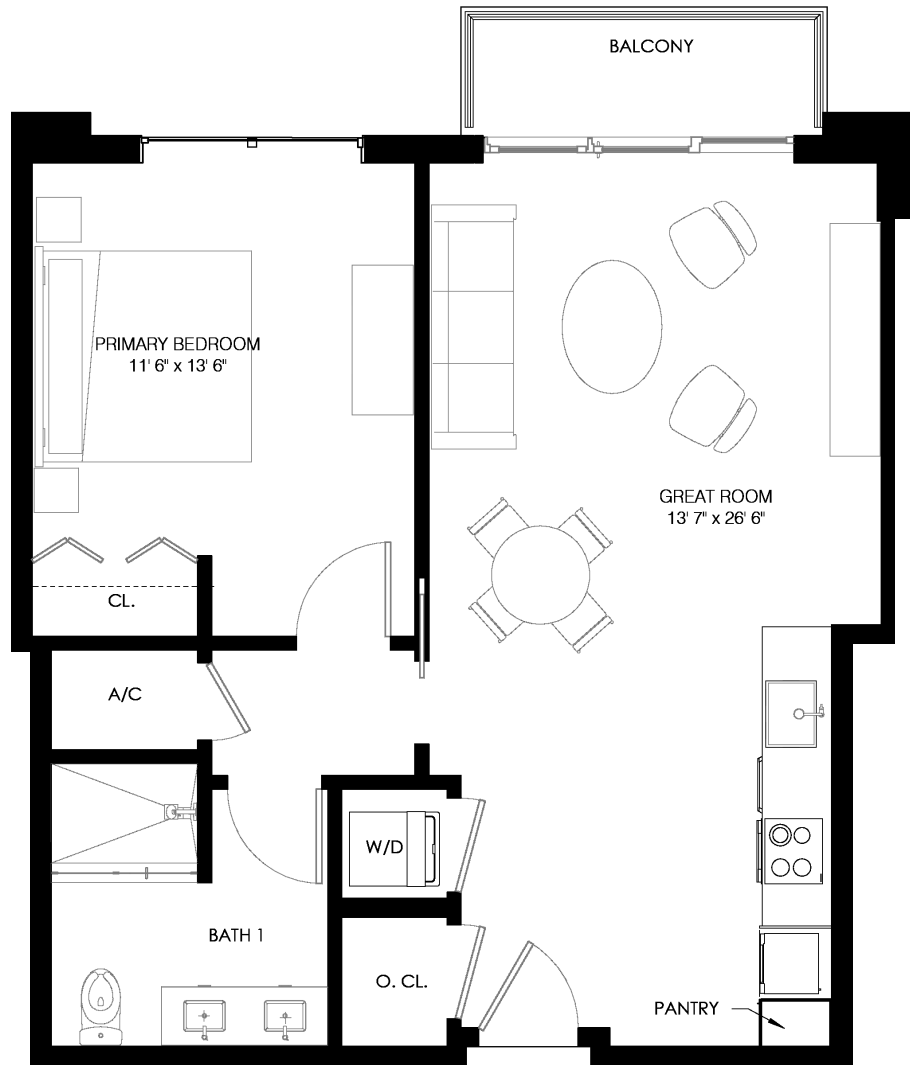 BALCONY
PRIMARY BEDROOM
11' 6" x 13' 6"
GREAT ROOM
13' 7" x 26' 6"
CL.
A/C
W/D
BATH 1
O. CL.
PANTRY